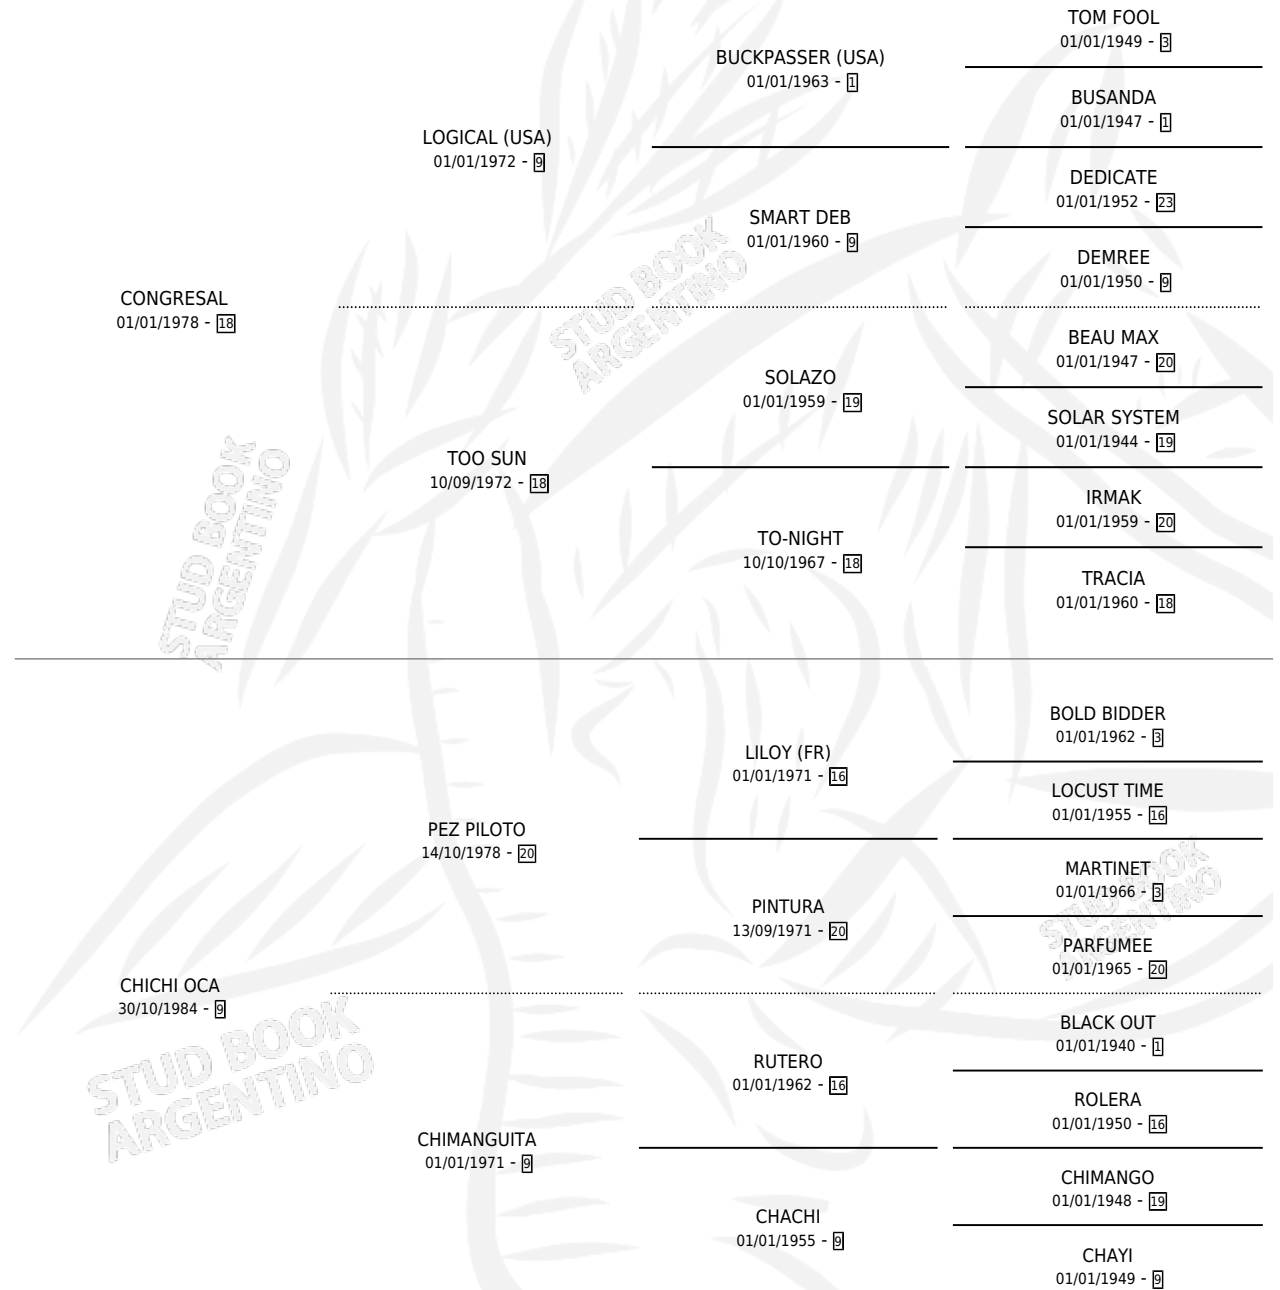 TOM FOOL
01/01/1949 - 3
BUCKPASSER (USA)
01/01/1963 - 1
BUSANDA
01/01/1947 - 1
LOGICAL (USA)
01/01/1972 - 9
DEDICATE
01/01/1952 - 23
SMART DEB
01/01/1960 - 9
DEMREE
01/01/1950 - 9
CONGRESAL
01/01/1978 - 18
BEAU MAX
01/01/1947 - 20
SOLAZO
01/01/1959 - 19
SOLAR SYSTEM
01/01/1944 - 19
TOO SUN
10/09/1972 - 18
IRMAK
01/01/1959 - 20
TO-NIGHT
10/10/1967 - 18
TRACIA
01/01/1960 - 18
BOLD BIDDER
01/01/1962 - 3
LILOY (FR)
01/01/1971 - 16
LOCUST TIME
01/01/1955 - 16
PEZ PILOTO
14/10/1978 - 20
MARTINET
01/01/1966 - 3
PINTURA
13/09/1971 - 20
PARFUMEE
01/01/1965 - 20
CHICHI OCA
30/10/1984 - 9
BLACK OUT
01/01/1940 - 1
RUTERO
01/01/1962 - 16
ROLERA
01/01/1950 - 16
CHIMANGUITA
01/01/1971 - 9
CHIMANGO
01/01/1948 - 19
CHACHI
01/01/1955 - 9
CHAYI
01/01/1949 - 9
STUD BOOK
ARGENTINO
STUD BOOK
ARGENTINO
STUD BOOK
ARGENTINO
STUD BOOK
ARGENTINO